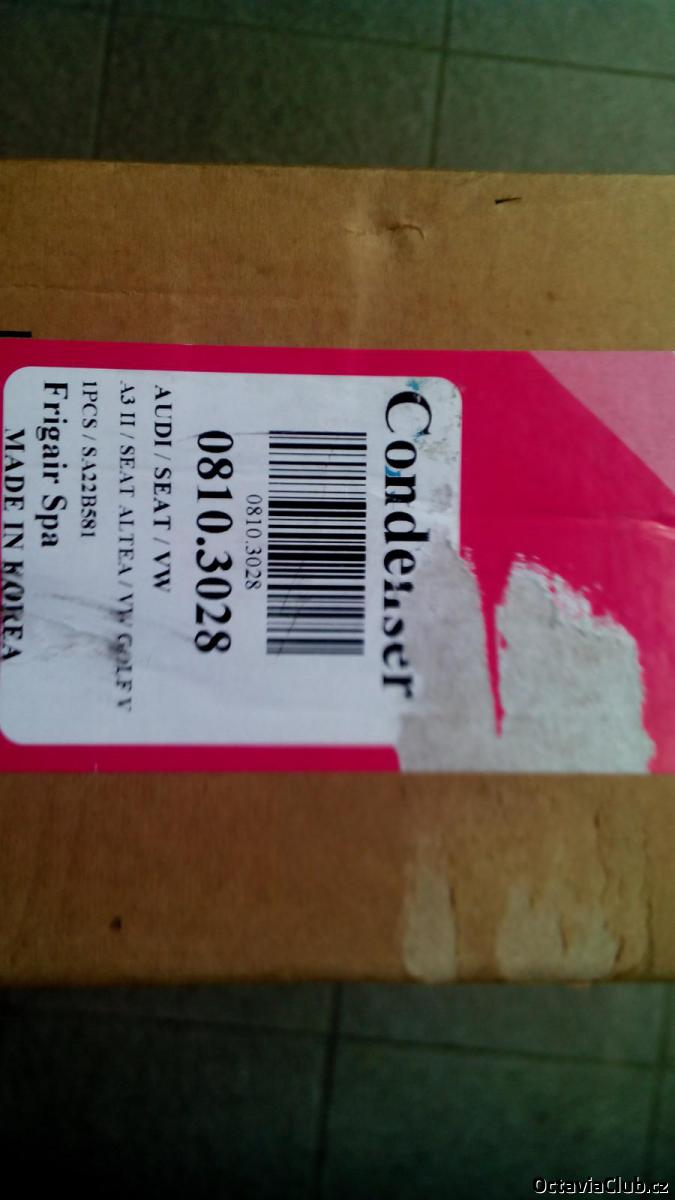 Condenser
0810.3028
0810.3028
AUDI / SEAT / VW
A3 II / SEAT ALTEA / VW GOLF V
1PCS / SA22B581
Frigair Spa
MADE IN KOREA
OctaviaClub.cz